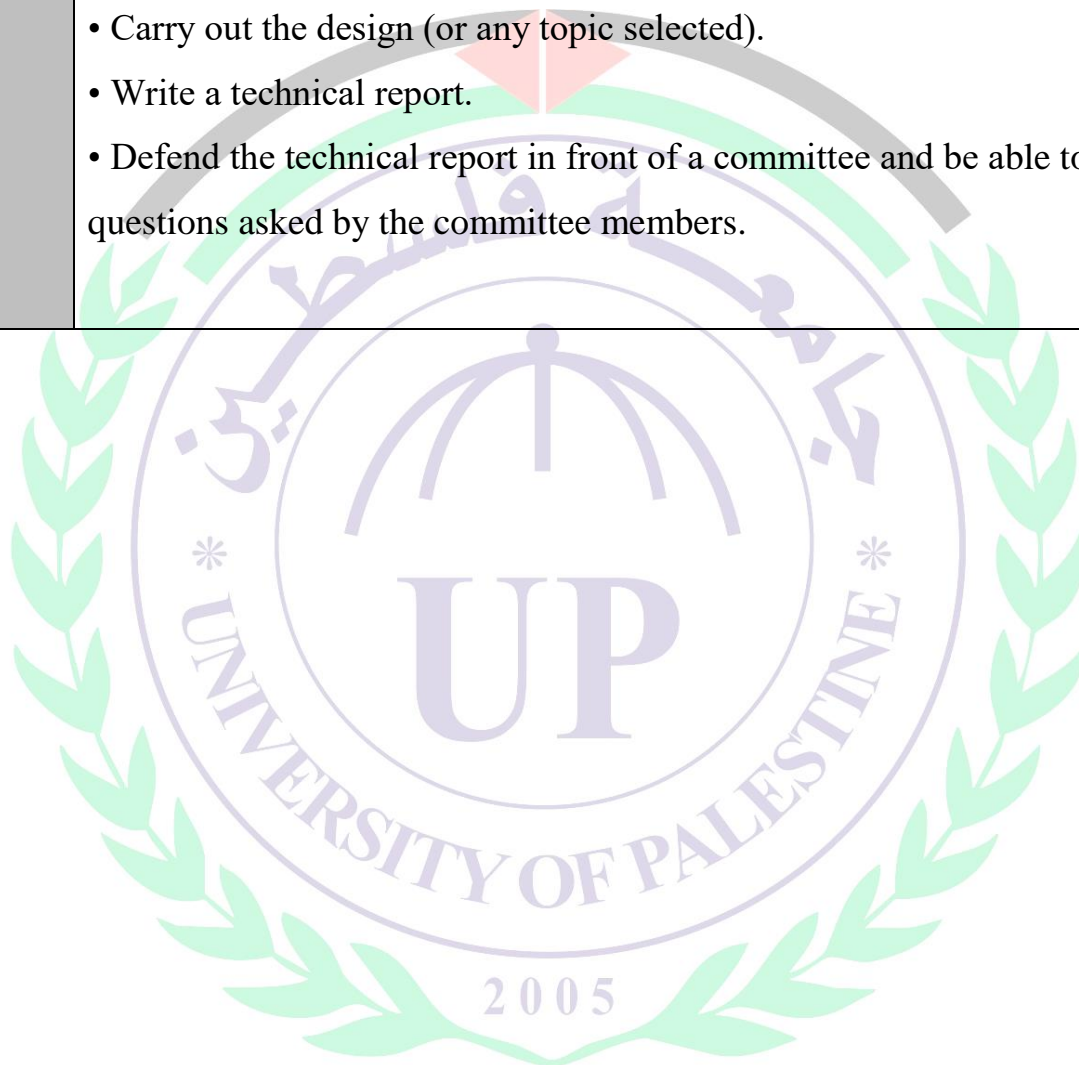 • Carry out the design (or any topic selected).
• Write a technical report.
• Defend the technical report in front of a committee and be able to
questions asked by the committee members.
جامعة فلسطين
UP
* UNIVERSITY OF PALESTINE *
2005